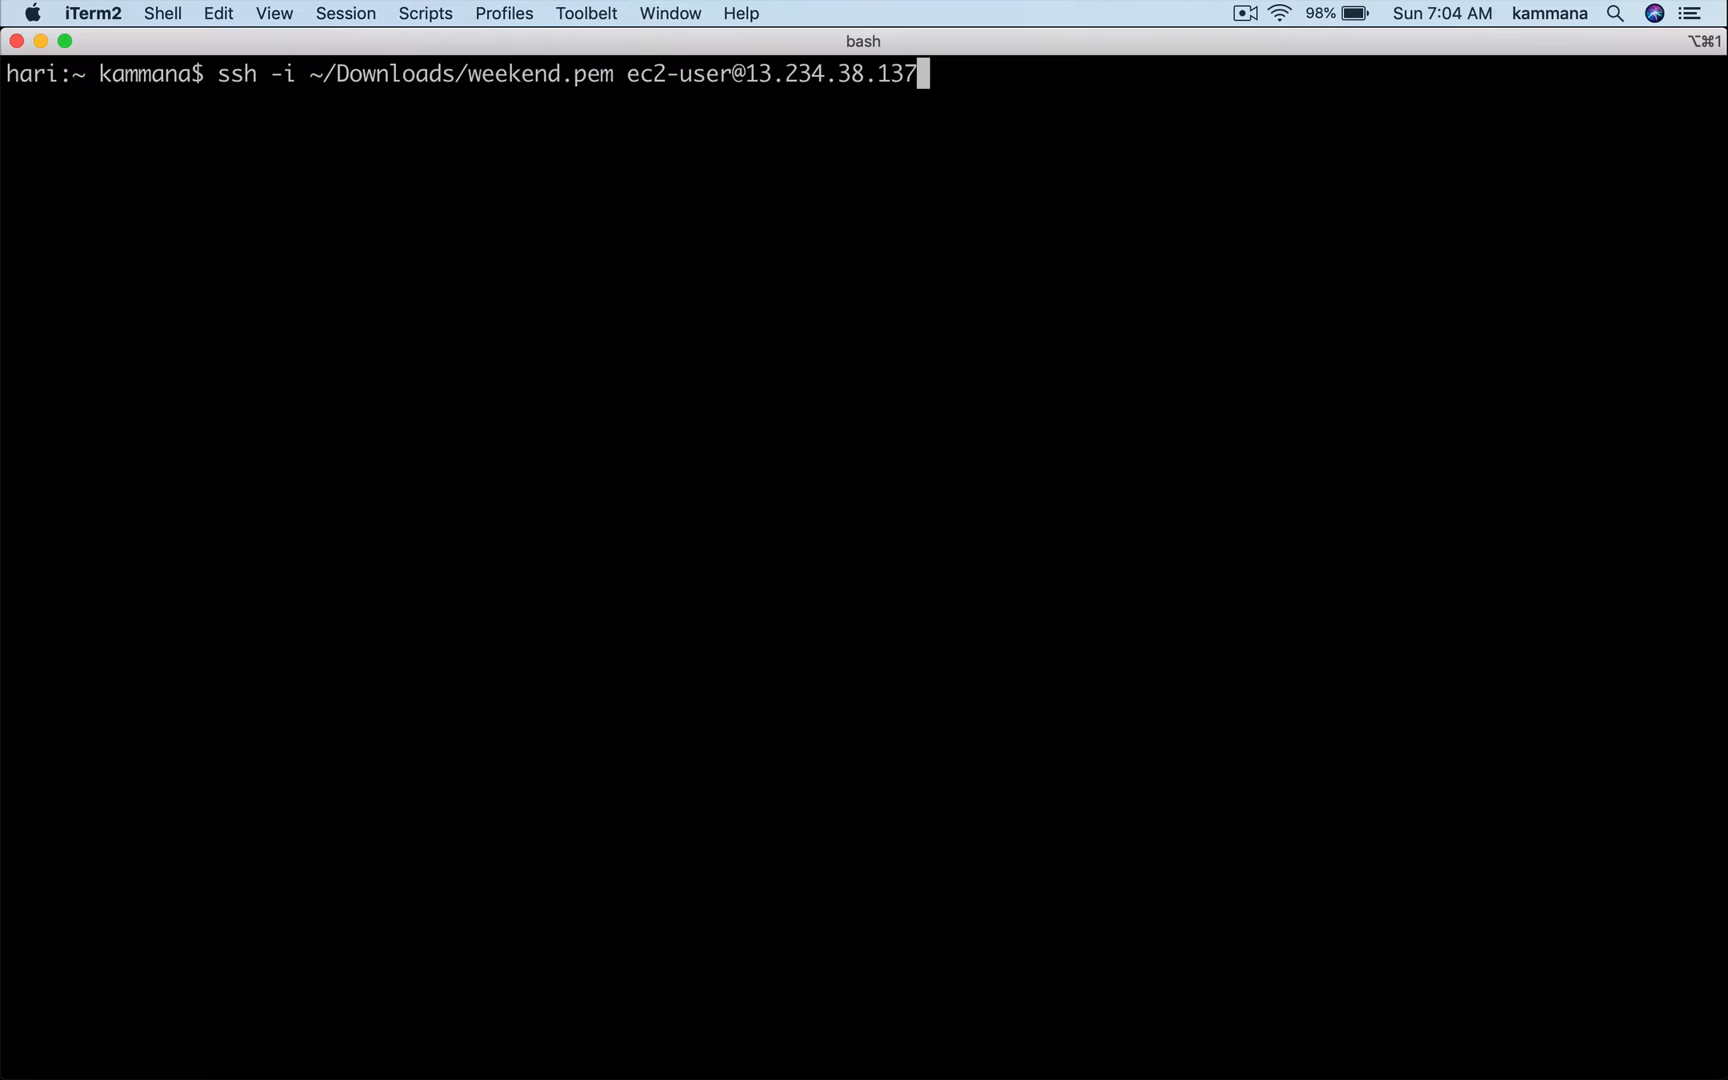 iTerm2 Shell Edit View Session Scripts Profiles Toolbelt Window Help 98% Sun 7:04 AM kammana
bash ⌥⌘1
hari:~ kammana$ ssh -i ~/Downloads/weekend.pem ec2-user@13.234.38.137